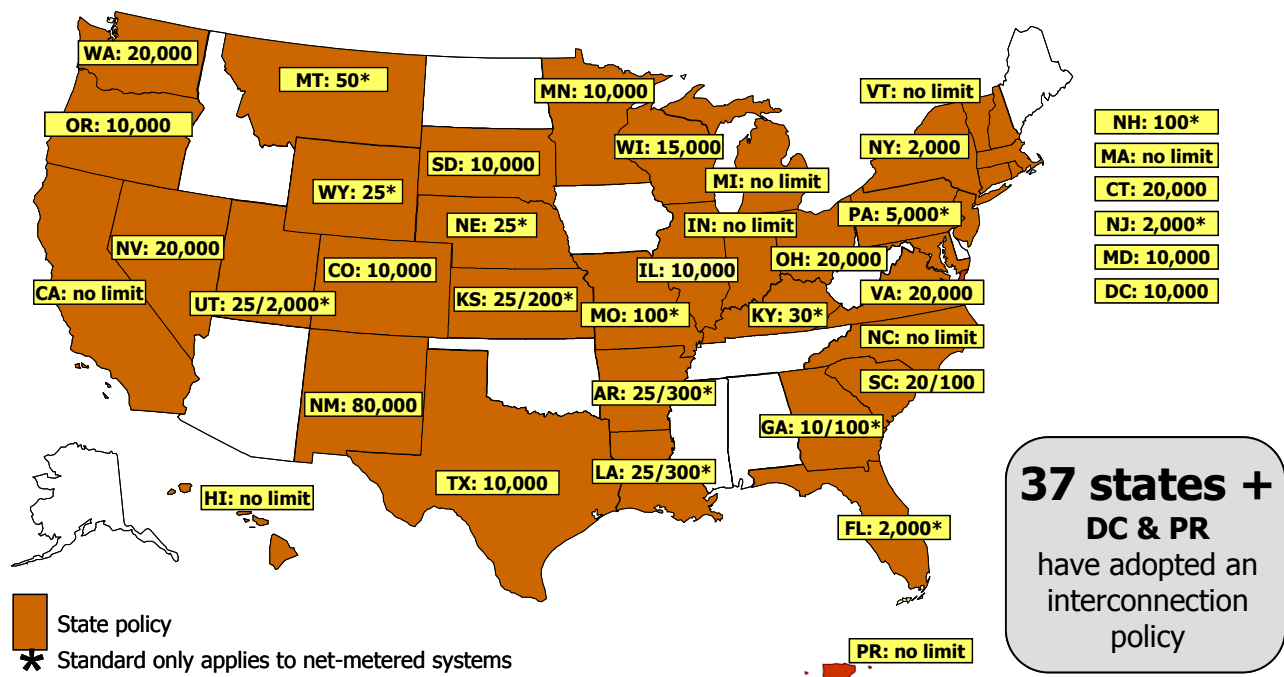 WA: 20,000
MT: 50*
MN: 10,000
VT: no limit
OR: 10,000
NH: 100*
SD: 10,000
WI: 15,000
NY: 2,000
MA: no limit
WY: 25*
MI: no limit
CT: 20,000
NE: 25*
IN: no limit
PA: 5,000*
NJ: 2,000*
NV: 20,000
CO: 10,000
IL: 10,000
OH: 20,000
MD: 10,000
CA: no limit
UT: 25/2,000*
KS: 25/200*
MO: 100*
KY: 30*
VA: 20,000
DC: 10,000
NC: no limit
NM: 80,000
AR: 25/300*
SC: 20/100
GA: 10/100*
HI: no limit
TX: 10,000
LA: 25/300*
FL: 2,000*
37 states +
DC & PR
have adopted an
interconnection
policy
State policy
* Standard only applies to net-metered systems
PR: no limit